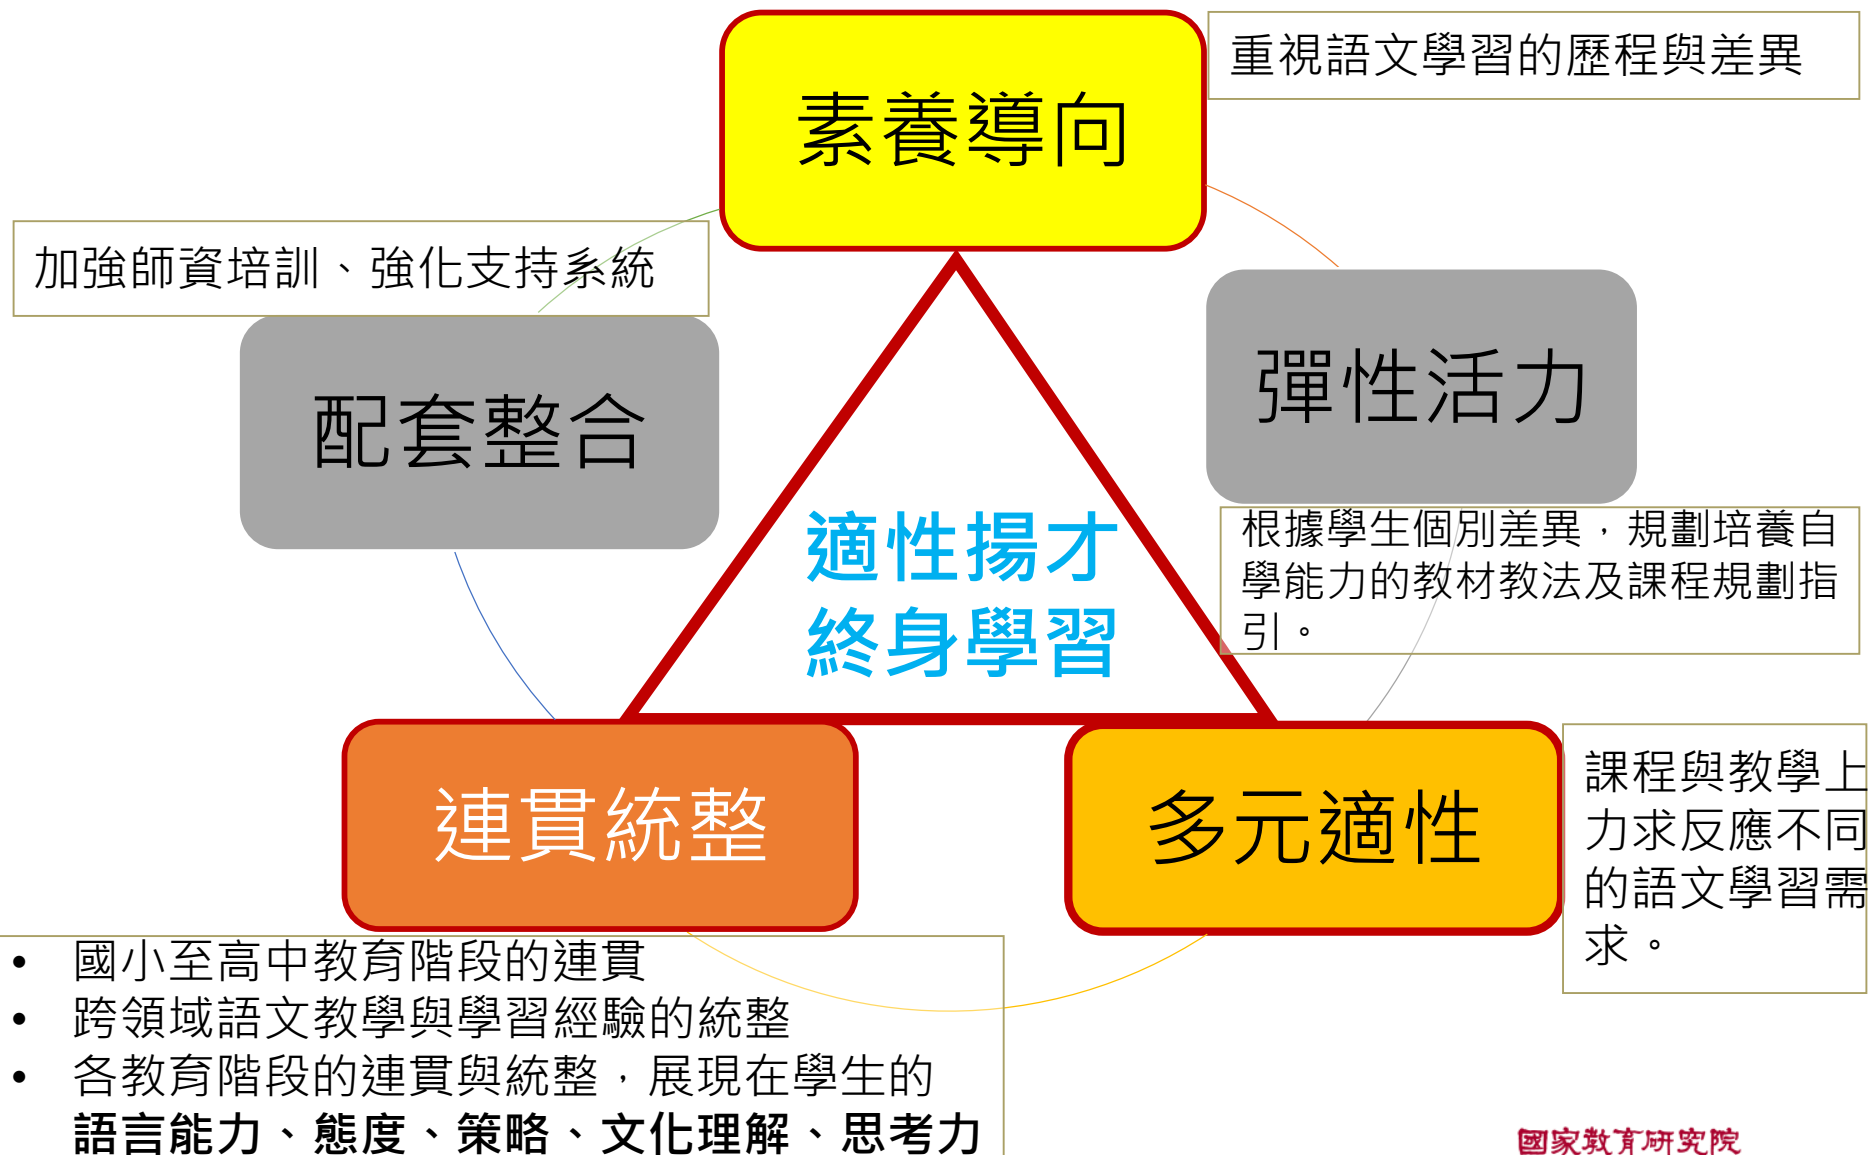 素養導向
重視語文學習的歷程與差異
加強師資培訓、強化支持系統
配套整合
彈性活力
根據學生個別差異，規劃培養自
學能力的教材教法及課程規劃指
引。
適性揚才
終身學習
連貫統整
多元適性
課程與教學上
力求反應不同
的語文學習需
求。
• 國小至高中教育階段的連貫
• 跨領域語文教學與學習經驗的統整
• 各教育階段的連貫與統整，展現在學生的
語言能力、態度、策略、文化理解、思考力
國家教育研究院